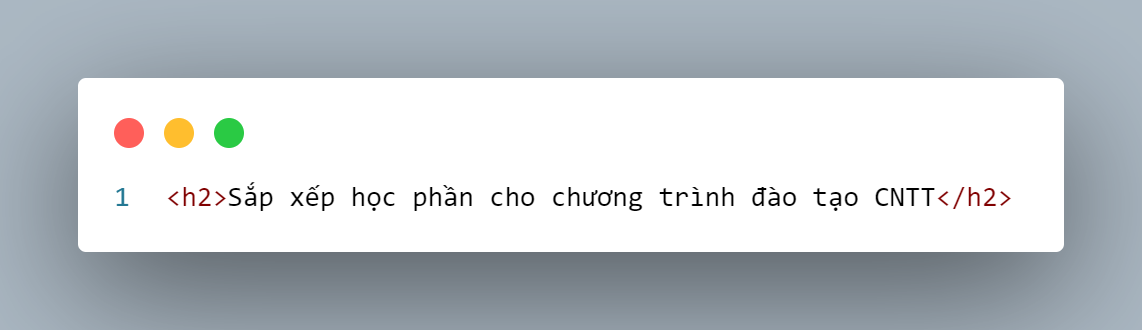 1 <h2>Sắp xếp học phần cho chương trình đào tạo CNTT</h2>